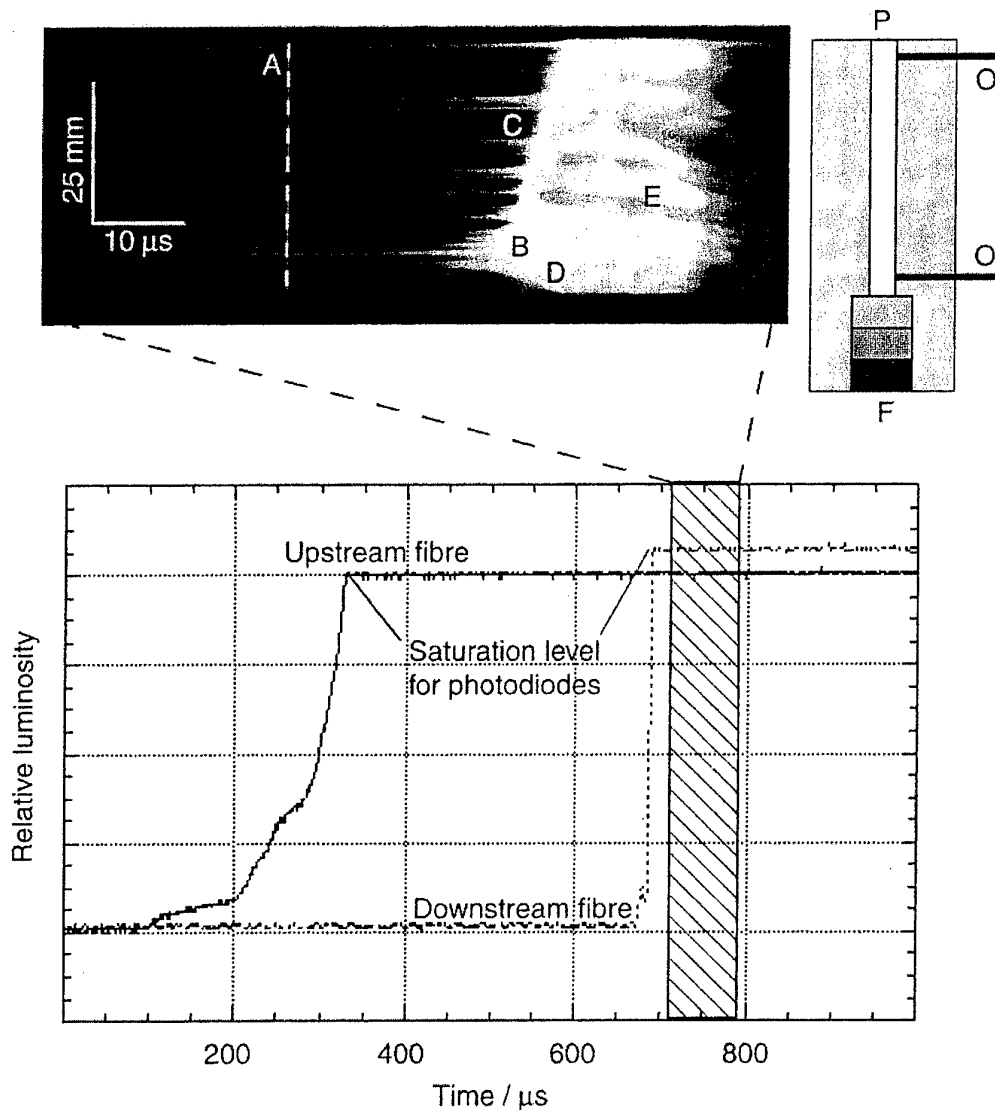 P
A
O
C
25 mm
E
10 µs
B
D
O
F
Upstream fibre
Saturation level
for photodiodes
Relative luminosity
Downstream fibre
200
400
600
800
Time / µs